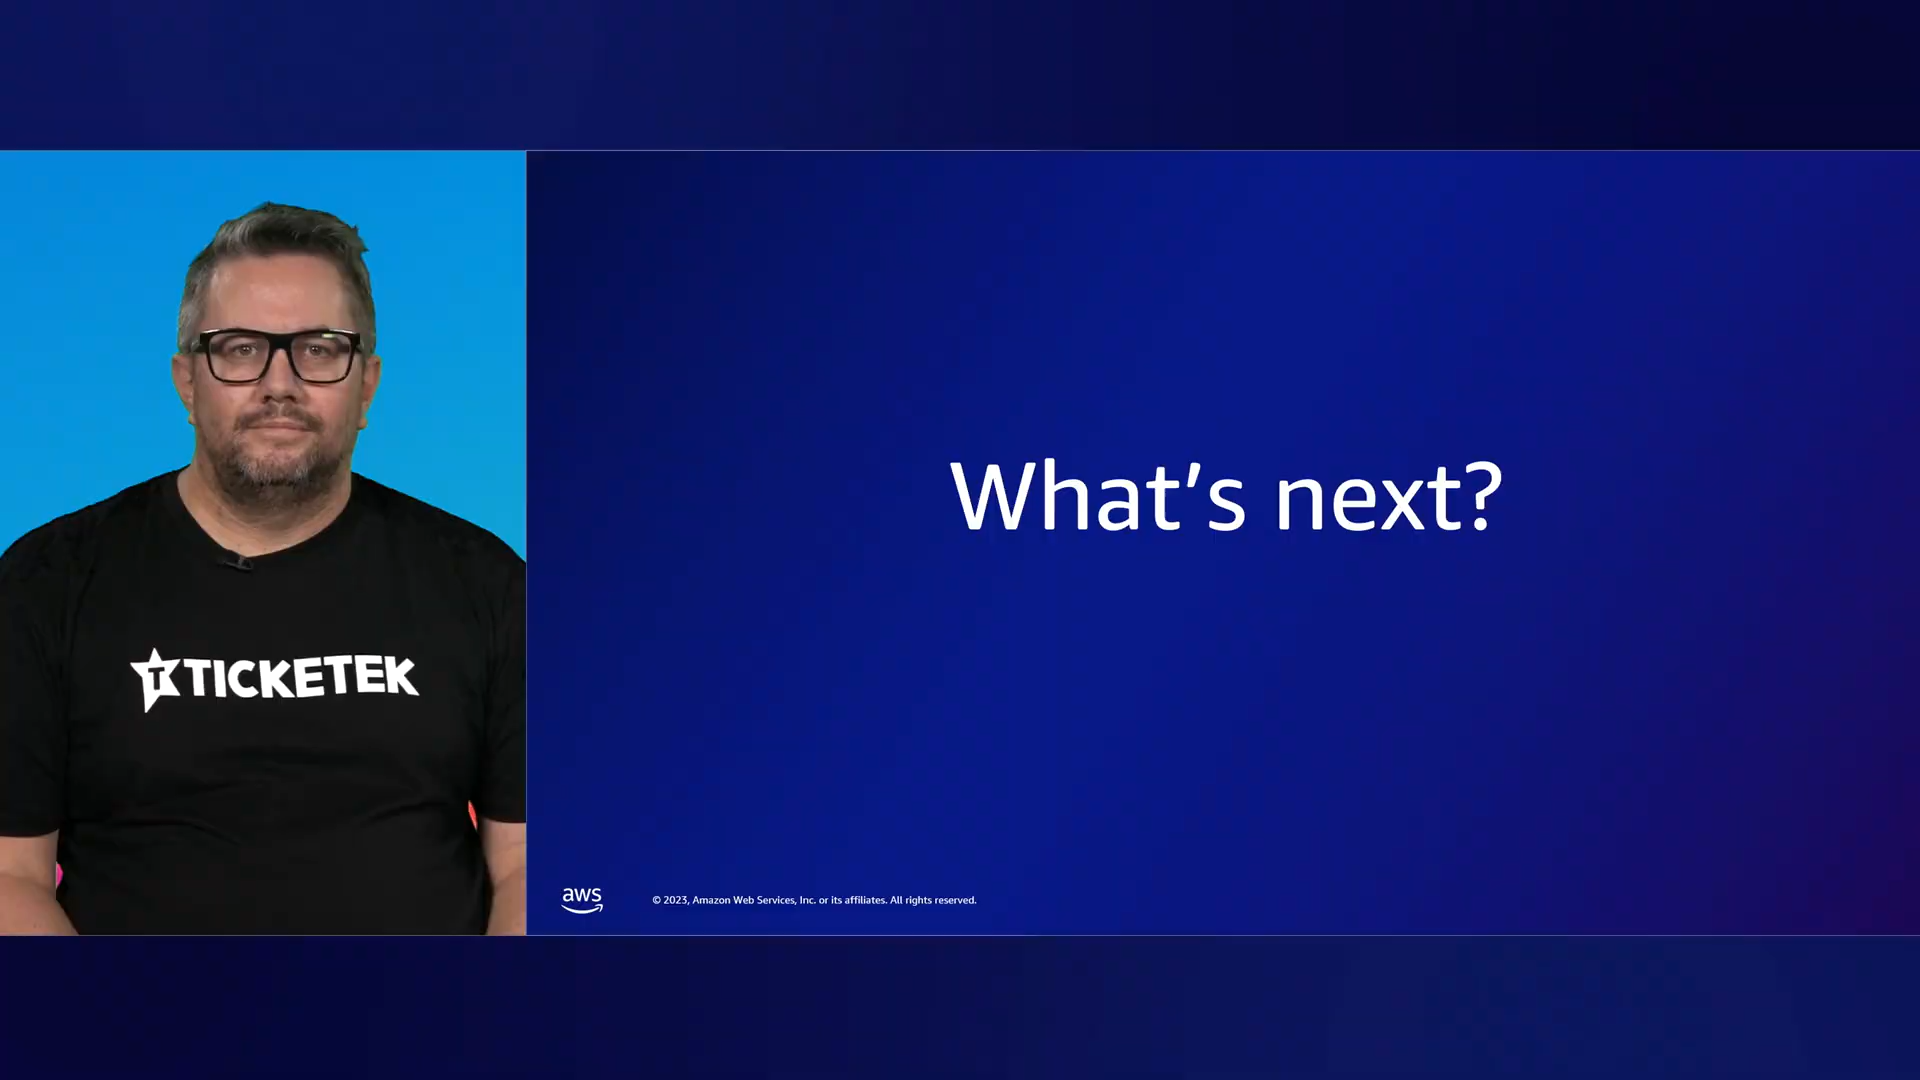 What’s next?
T TICKETEK
aws
© 2023, Amazon Web Services, Inc. or its affiliates. All rights reserved.